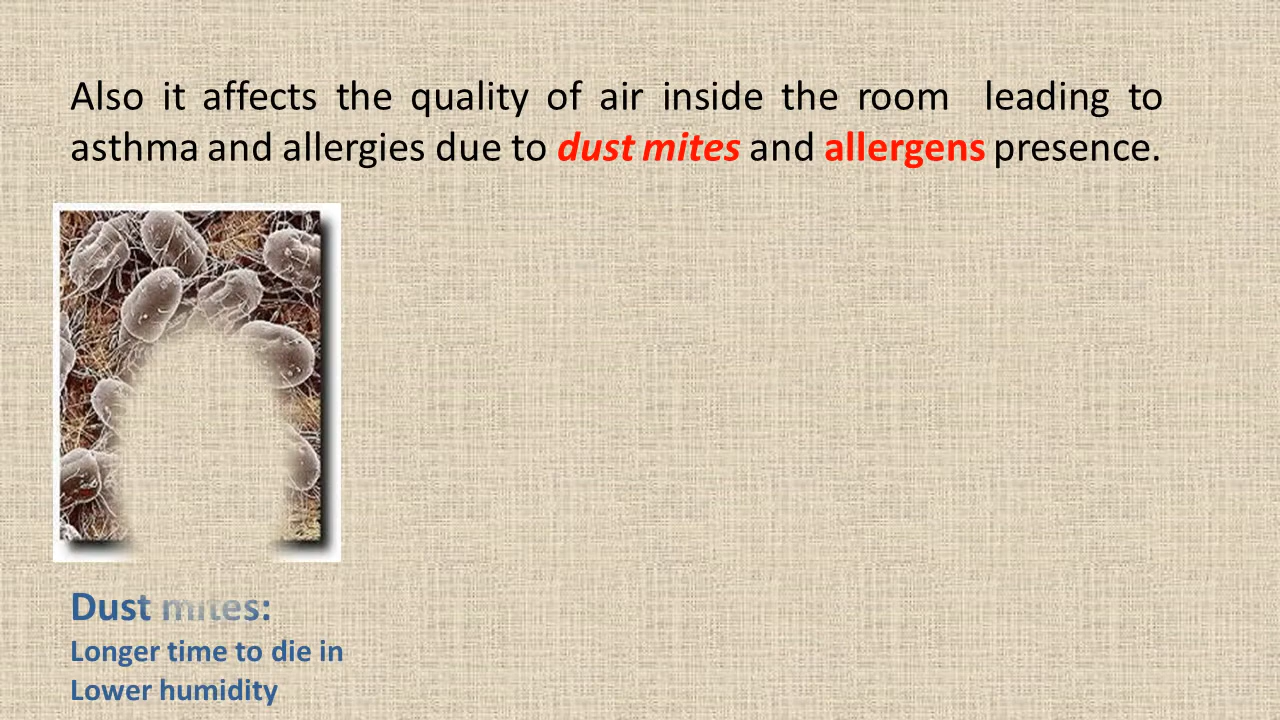 Also it affects the quality of air inside the room leading to
asthma and allergies due to dust mites and allergens presence.
Dust mites:
Longer time to die in
Lower humidity